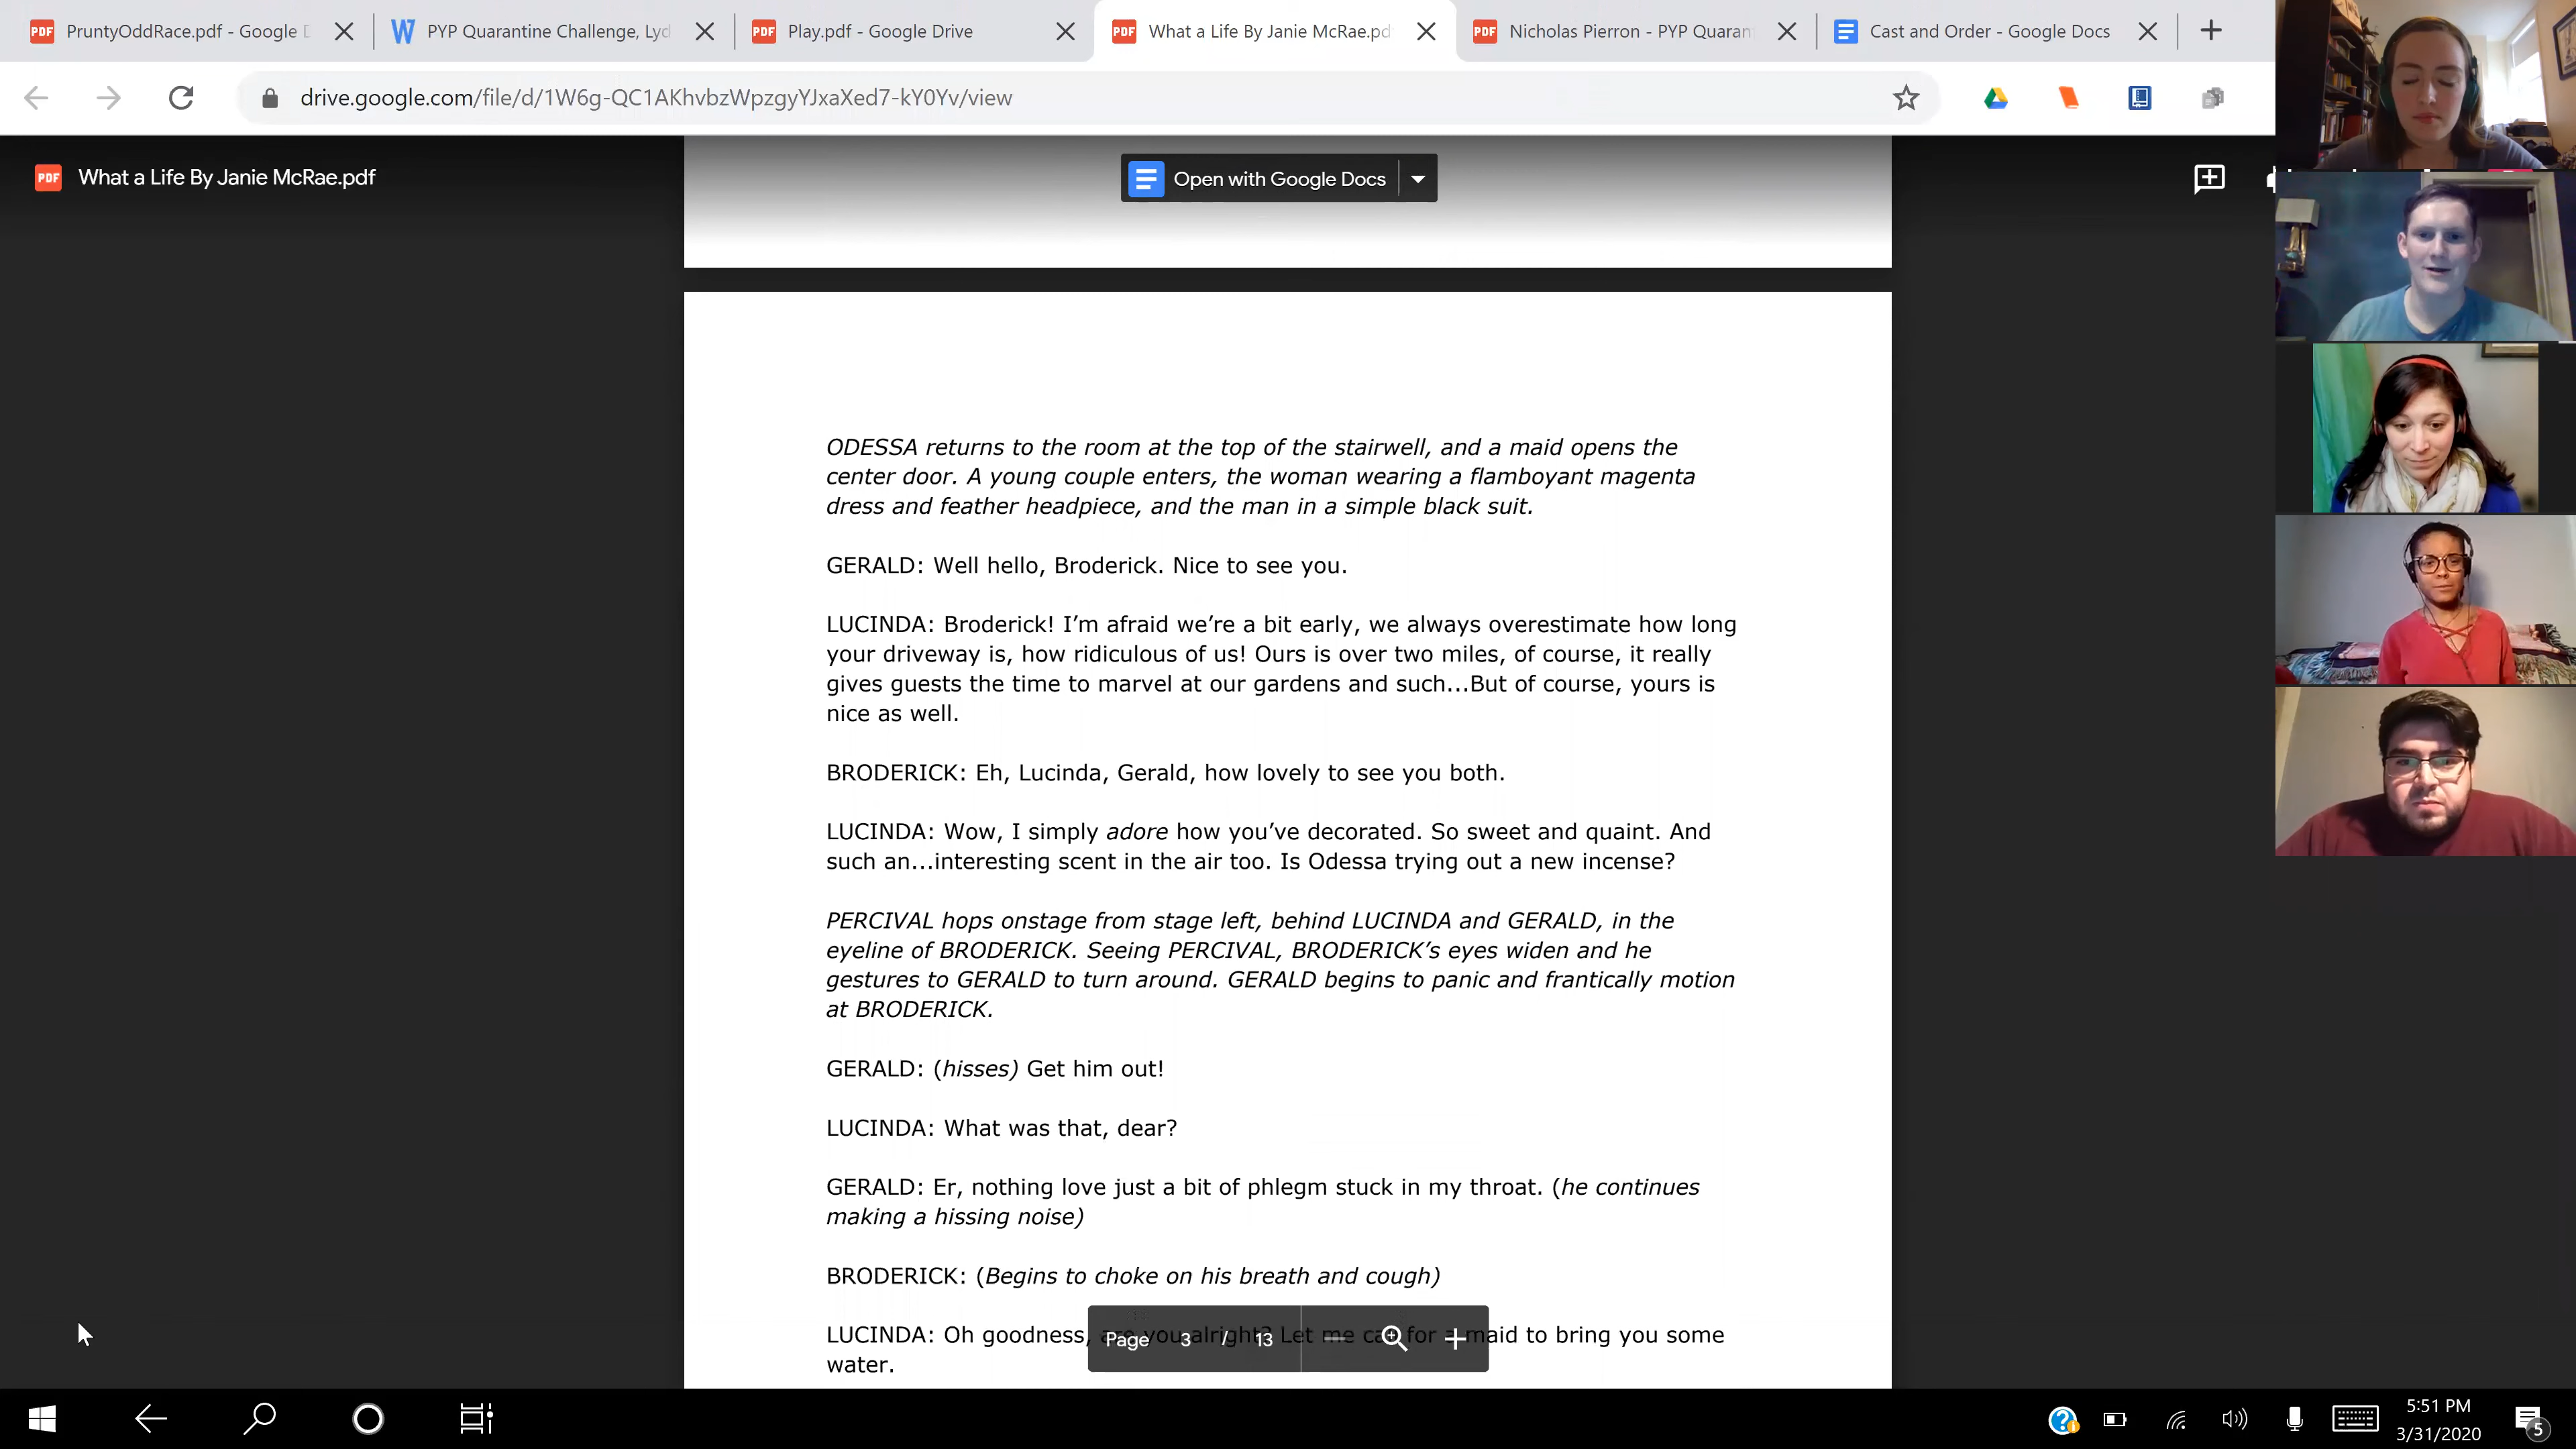 PruntyOddRace.pdf - Google D
PYP Quarantine Challenge, Lyd
Play.pdf - Google Drive
What a Life By Janie McRae.pd
Nicholas Pierron - PYP Quaran
Cast and Order - Google Docs
drive.google.com/file/d/1W6g-QC1AKhvbzWpzgyYJxaXed7-kY0Yv/view
PDF What a Life By Janie McRae.pdf
Open with Google Docs
ODESSA returns to the room at the top of the stairwell, and a maid opens the
center door. A young couple enters, the woman wearing a flamboyant magenta
dress and feather headpiece, and the man in a simple black suit.
GERALD: Well hello, Broderick. Nice to see you.
LUCINDA: Broderick! I’m afraid we’re a bit early, we always overestimate how long
your driveway is, how ridiculous of us! Ours is over two miles, of course, it really
gives guests the time to marvel at our gardens and such...But of course, yours is
nice as well.
BRODERICK: Eh, Lucinda, Gerald, how lovely to see you both.
LUCINDA: Wow, I simply adore how you’ve decorated. So sweet and quaint. And
such an...interesting scent in the air too. Is Odessa trying out a new incense?
PERCIVAL hops onstage from stage left, behind LUCINDA and GERALD, in the
eyeline of BRODERICK. Seeing PERCIVAL, BRODERICK’s eyes widen and he
gestures to GERALD to turn around. GERALD begins to panic and frantically motion
at BRODERICK.
GERALD: (hisses) Get him out!
LUCINDA: What was that, dear?
GERALD: Er, nothing love just a bit of phlegm stuck in my throat. (he continues
making a hissing noise)
BRODERICK: (Begins to choke on his breath and cough)
LUCINDA: Oh goodness, you alright? Let me for maid to bring you some
water.
Page 3 / 13
5:51 PM
3/31/2020
5